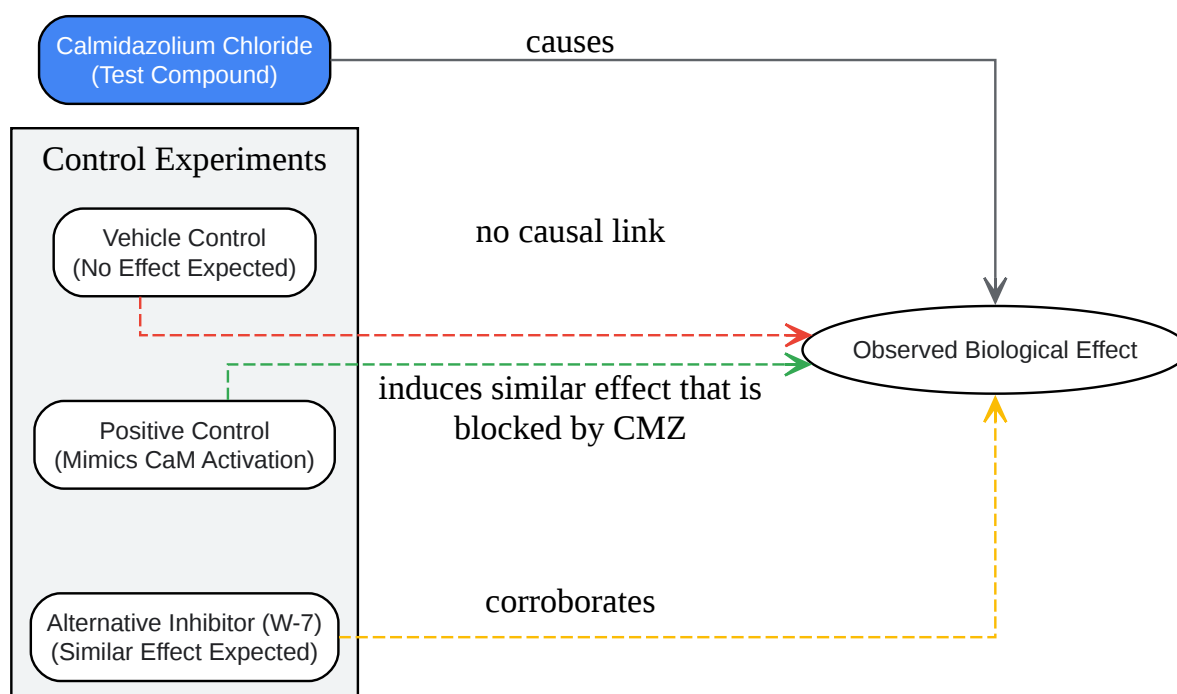 Calmidazolium Chloride
(Test Compound)
causes
Control Experiments
Vehicle Control
(No Effect Expected)
no causal link
Observed Biological Effect
induces similar effect that is
blocked by CMZ
Positive Control
(Mimics CaM Activation)
corroborates
Alternative Inhibitor (W-7)
(Similar Effect Expected)